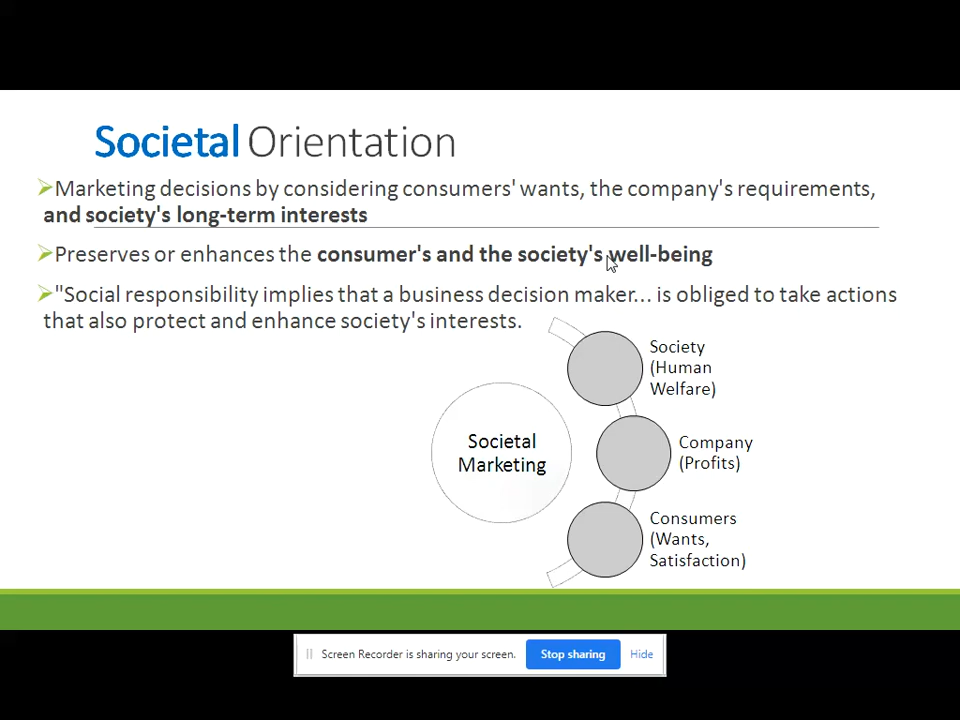 Societal Orientation
➢Marketing decisions by considering consumers' wants, the company's requirements,
and society's long-term interests
➢Preserves or enhances the consumer's and the society's well-being
➢"Social responsibility implies that a business decision maker... is obliged to take actions
that also protect and enhance society's interests.
Societal
Marketing
Society
(Human
Welfare)
Company
(Profits)
Consumers
(Wants,
Satisfaction)
Screen Recorder is sharing your screen. Stop sharing Hide